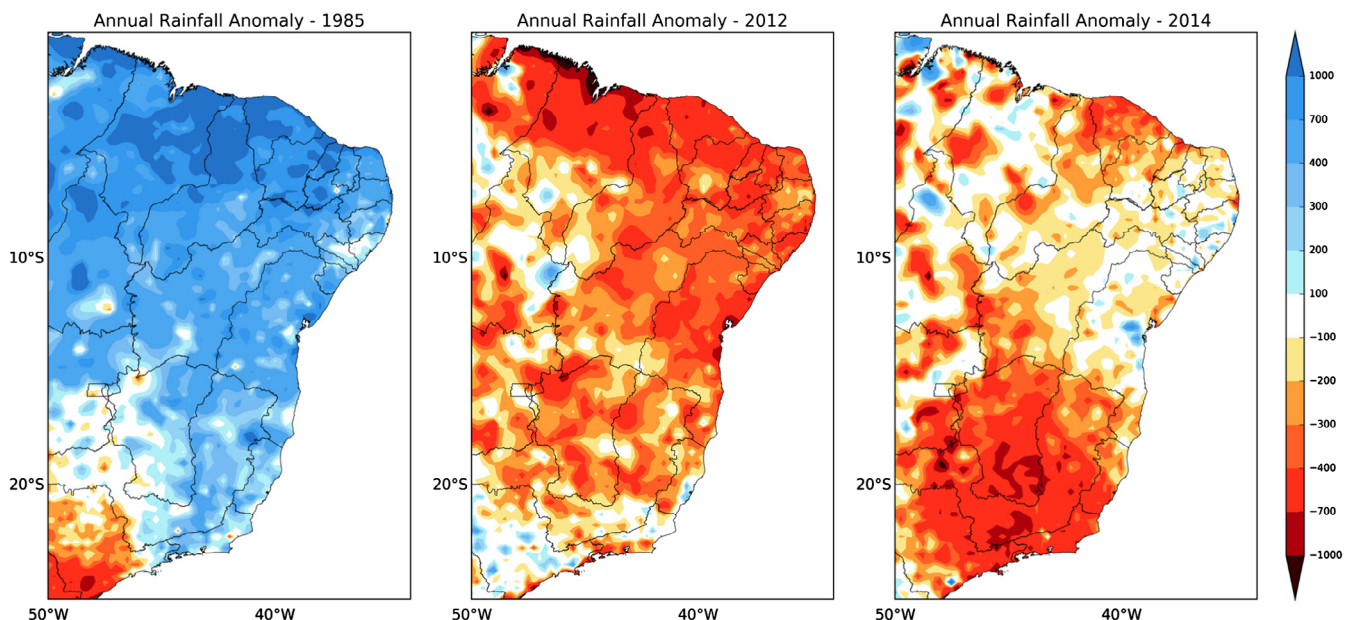 Annual Rainfall Anomaly - 1985
Annual Rainfall Anomaly - 2012
Annual Rainfall Anomaly - 2014
10°S
20°S
50°W
40°W
10°S
20°S
50°W
40°W
10°S
20°S
50°W
40°W
1000
700
400
300
200
100
−100
−200
−300
−400
−700
−1000